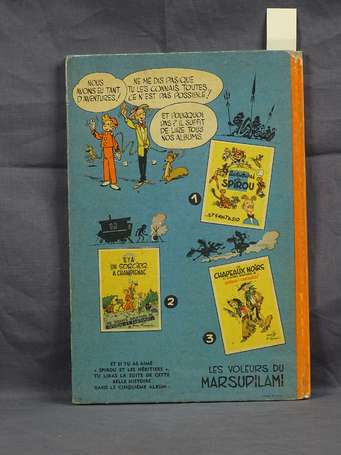 NOUS
AVONS EU TANT
D'AVENTURES!
NE ME DIS PAS QUE
TU LES CONNAIS TOUTES
CE N'EST PAS POSSIBLE!
ET POURQUOI
PAS? IL SUFFIT
DE LIRE TOUS
NOS ALBUMS.
SPIROU
1
IL Y A
UN SORCIER
A CHAMPIGNAC
2
CHAPEAUX NOIRS
3
ET SI TU AS AIMÉ
« SPIROU ET LES HÉRITIERS »,
TU LIRAS LA SUITE DE CETTE
BELLE HISTOIRE
DANS LE CINQUIÈME ALBUM :
LES VOLEURS DU
MARSUPILAMI